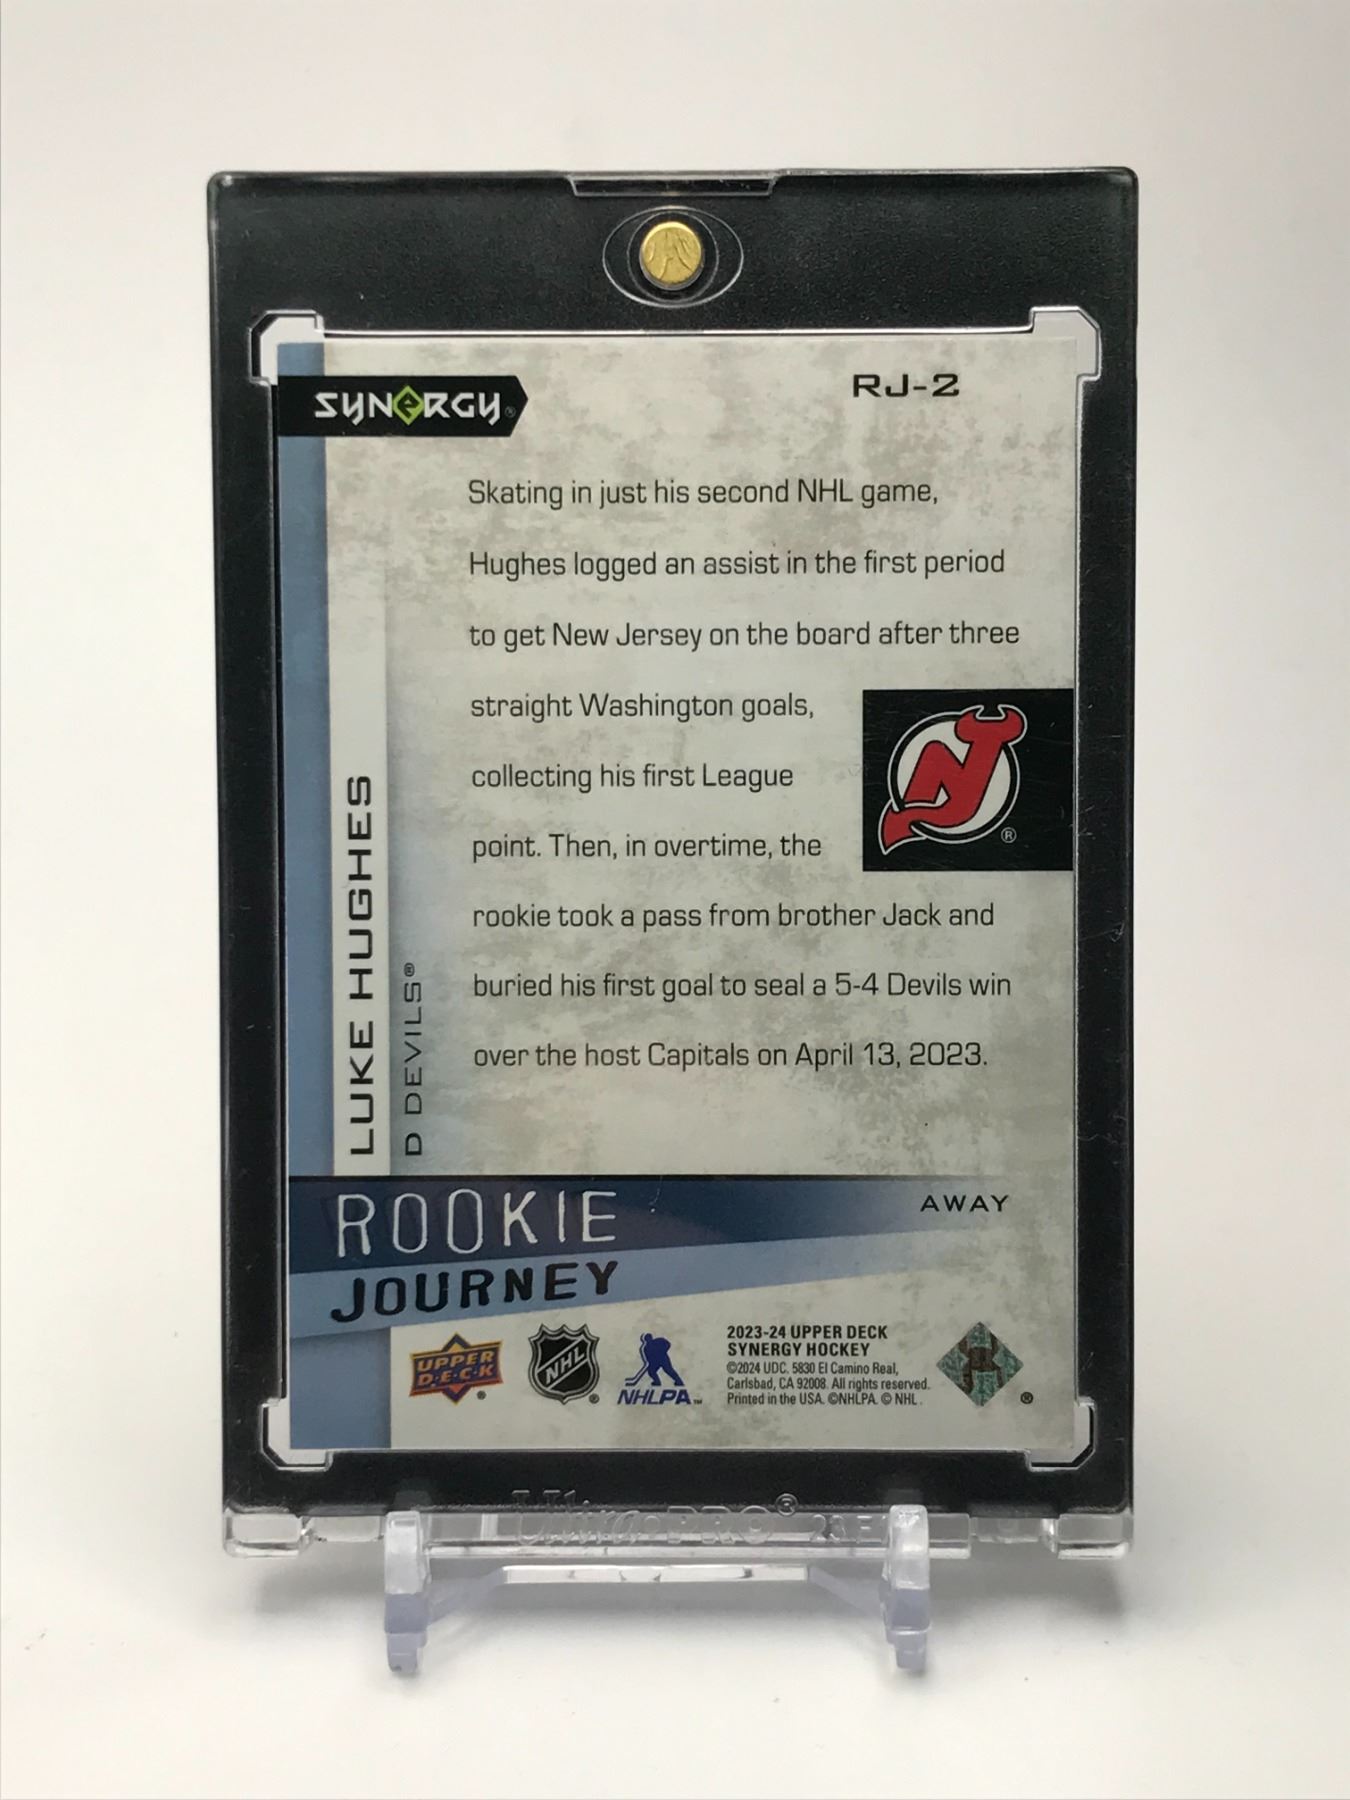 SYNERGY®
RJ-2
Skating in just his second NHL game,
Hughes logged an assist in the first period
to get New Jersey on the board after three
straight Washington goals,
collecting his first League
point. Then, in overtime, the
rookie took a pass from brother Jack and
buried his first goal to seal a 5-4 Devils win
over the host Capitals on April 13, 2023.
NJ®
LUKE HUGHES
D DEVILS®
ROOKIE
JOURNEY
AWAY
UPPER
D·E·C·K®
NHL®
NHLPA™
2023-24 UPPER DECK
SYNERGY HOCKEY
©2024 UDC. 5830 El Camino Real,
Carlsbad, CA 92008. All rights reserved.
Printed in the USA. ©NHLPA. © NHL.
®
Ultra·PRO®